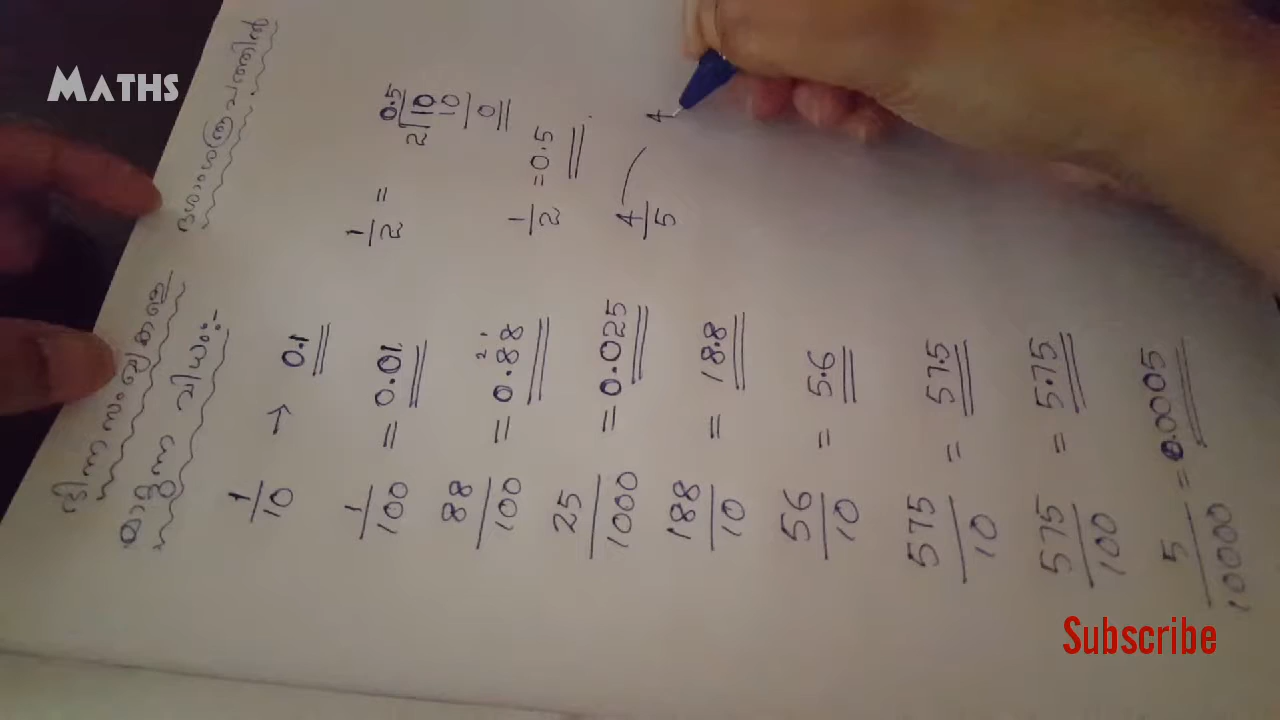 MATHS
ഭിന്ന സംഖ്യകളെ ദശാംശത്രൂപത്തിൽ
മാറ്റുന്ന വിധം:-
1/10 → 0.1
1/100 = 0.01
88/100 = 0.88
25/1000 = 0.025
188/10 = 18.8
56/10 = 5.6
575/10 = 57.5
575/100 = 5.75
5/10000 = 0.0005
1/2 =
0.5
2 10
10
0
1/2 = 0.5
4/5
4
Subscribe